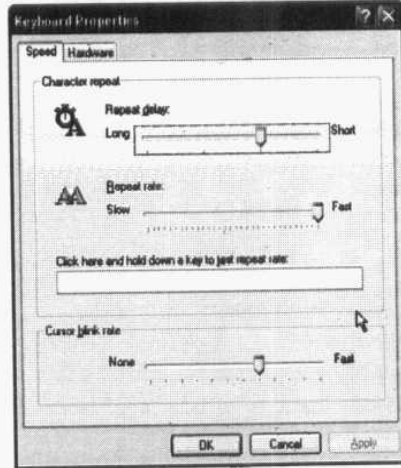 Keyboard Properties
Speed Hardware
Character repeat
Repeat delay:
Long Short
Repeat rate:
Slow Fast
Click here and hold down a key to test repeat rate:
Cursor blink rate
None Fast
OK Cancel Apply